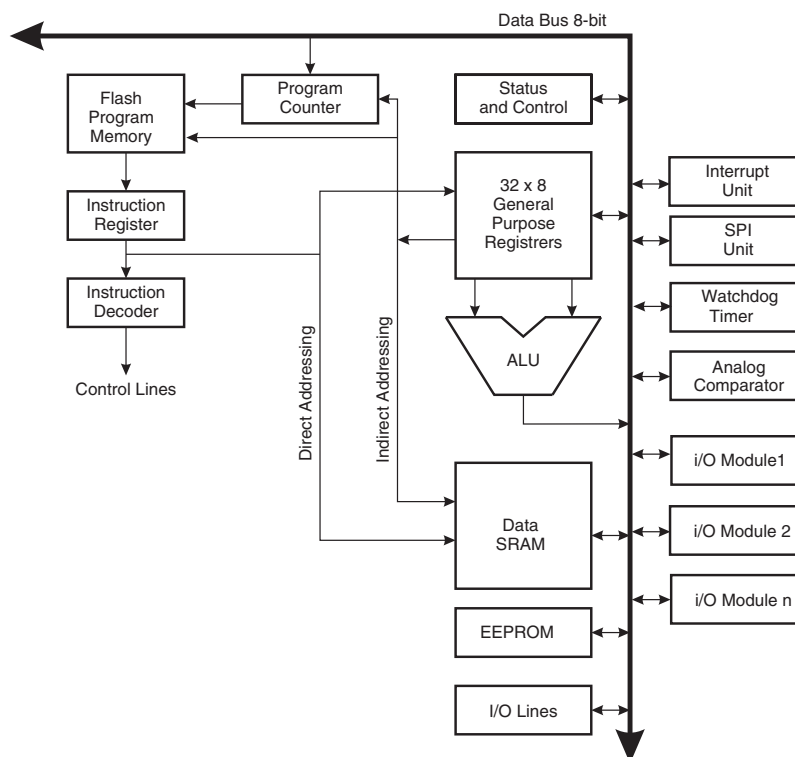 Data Bus 8-bit
Flash
Program
Memory
Program
Counter
Status
and Control
Instruction
Register
32 x 8
General
Purpose
Registrers
Interrupt
Unit
SPI
Unit
Instruction
Decoder
Watchdog
Timer
Control Lines
Direct Addressing
Indirect Addressing
ALU
Analog
Comparator
i/O Module1
Data
SRAM
i/O Module 2
i/O Module n
EEPROM
I/O Lines